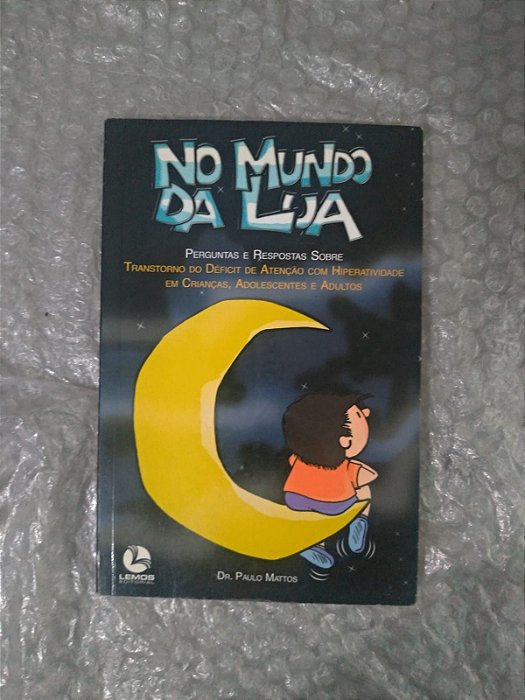 No Mundo
Da Lua
Perguntas e Respostas Sobre
Transtorno do Déficit de Atenção com Hiperatividade
em Crianças, Adolescentes e Adultos
Dr. Paulo Mattos
LEMOS
EDITORIAL